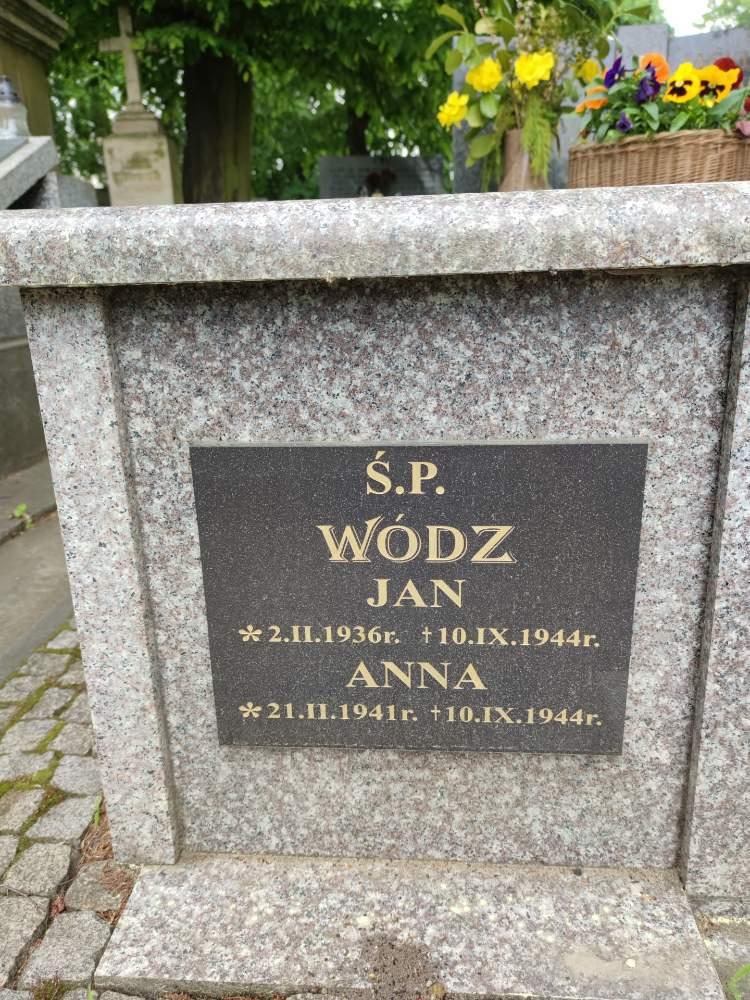 Ś.P.
WÓDZ
JAN
*2.II.1936r. †10.IX.1944r.
ANNA
*21.II.1941r. †10.IX.1944r.